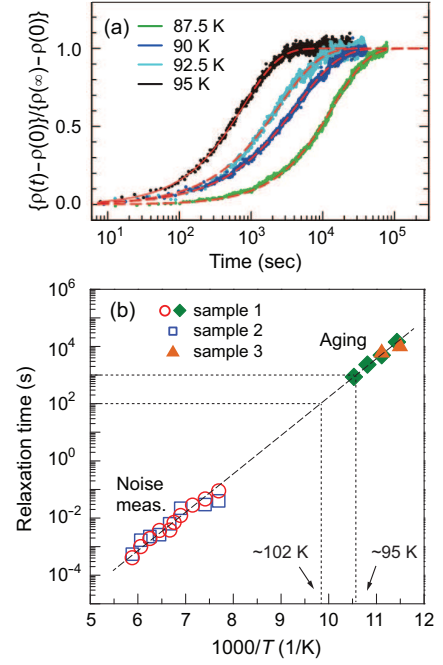 (a)
87.5 K
90 K
92.5 K
95 K
{ρ(t)−ρ(0)}/{ρ(∞)−ρ(0)}
1.0
0.5
0.0
10¹ 10² 10³ 10⁴ 10⁵
Time (sec)
(b)
sample 1
sample 2
sample 3
Aging
Noise
meas.
~102 K
~95 K
Relaxation time (s)
10⁶
10⁴
10²
10⁰
10⁻²
10⁻⁴
5 6 7 8 9 10 11 12
1000/T (1/K)